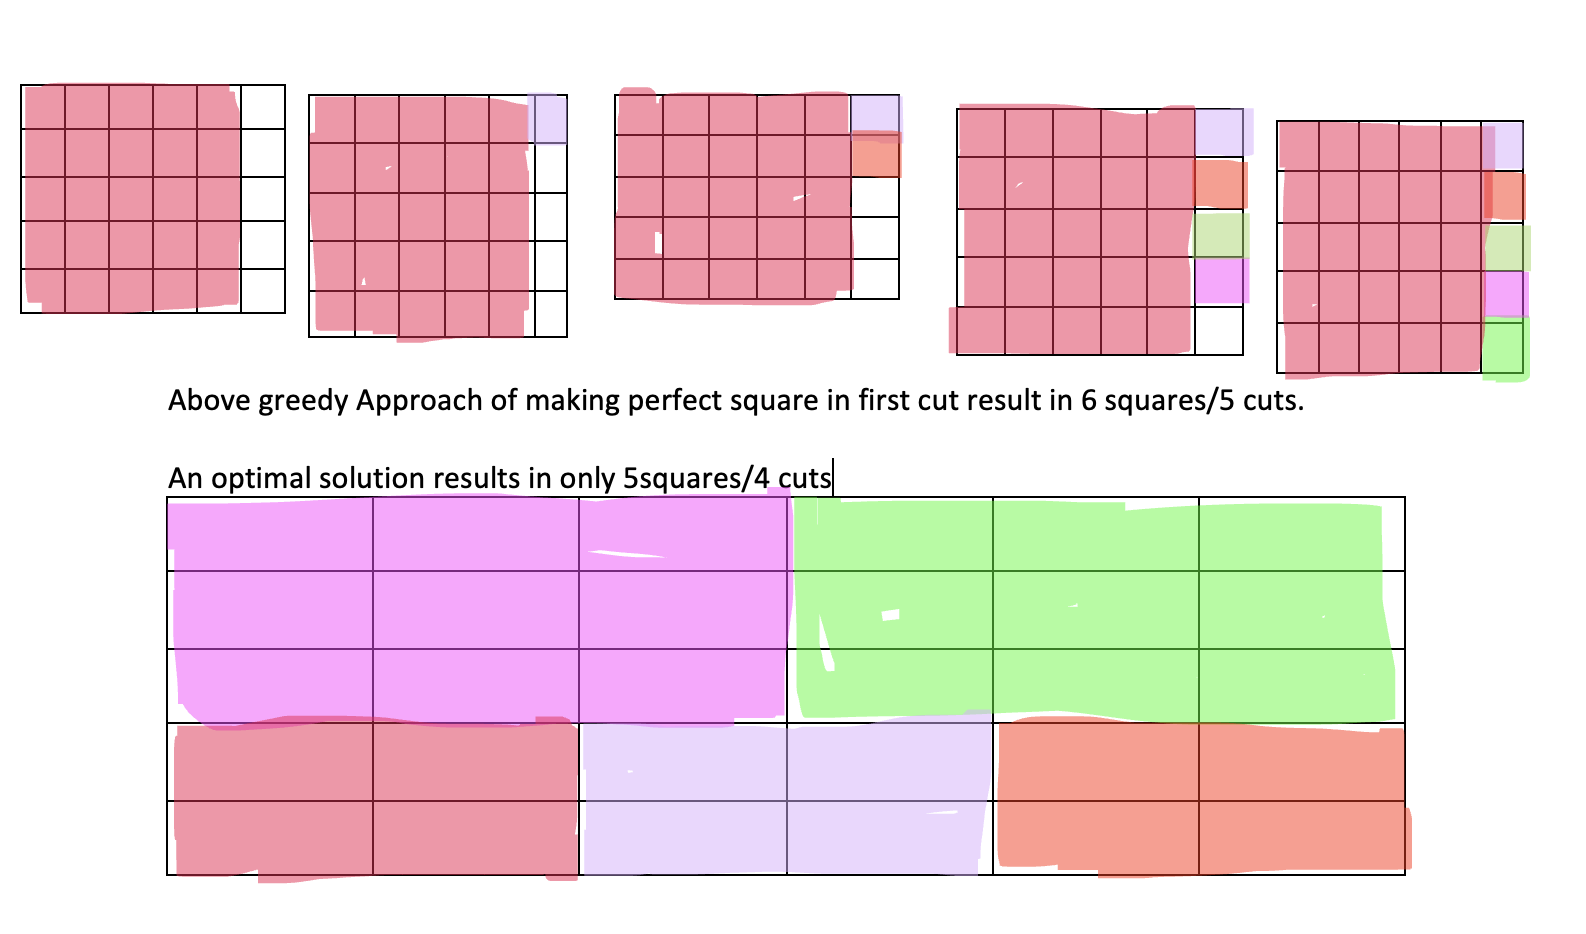 Above greedy Approach of making perfect square in first cut result in 6 squares/5 cuts.
An optimal solution results in only 5squares/4 cuts